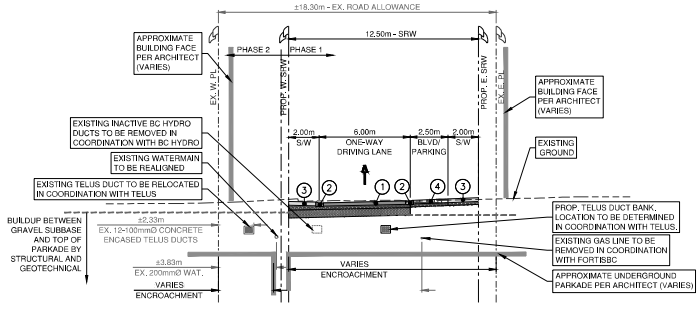 ±18.30m - EX. ROAD ALLOWANCE
12.50m - SRW
APPROXIMATE
BUILDING FACE
PER ARCHITECT
(VARIES)
PHASE 2
PHASE 1
EX. W. PL
PROP. W. SRW
PROP. E. SRW
EX. E. PL
APPROXIMATE
BUILDING FACE
PER ARCHITECT
(VARIES)
EXISTING INACTIVE BC HYDRO
DUCTS TO BE REMOVED IN
COORDINATION WITH BC HYDRO
2.00m
S/W
6.00m
ONE-WAY
DRIVING LANE
2.50m
BLVD/
PARKING
2.00m
S/W
EXISTING
GROUND
EXISTING WATERMAIN
TO BE REALIGNED
EXISTING TELUS DUCT TO BE RELOCATED
IN COORDINATION WITH TELUS
3
2
1
2
4
3
±2.33m
EX. 12-100mmØ CONCRETE
ENCASED TELUS DUCTS
BUILDUP BETWEEN
GRAVEL SUBBASE
AND TOP OF
PARKADE BY
STRUCTURAL AND
GEOTECHNICAL
PROP. TELUS DUCT BANK,
LOCATION TO BE DETERMINED
IN COORDINATION WITH TELUS.
EXISTING GAS LINE TO BE
REMOVED IN COORDINATION
WITH FORTISBC
±3.83m
EX. 200mmØ WAT.
VARIES
ENCROACHMENT
VARIES
ENCROACHMENT
APPROXIMATE UNDERGROUND
PARKADE PER ARCHITECT (VARIES)